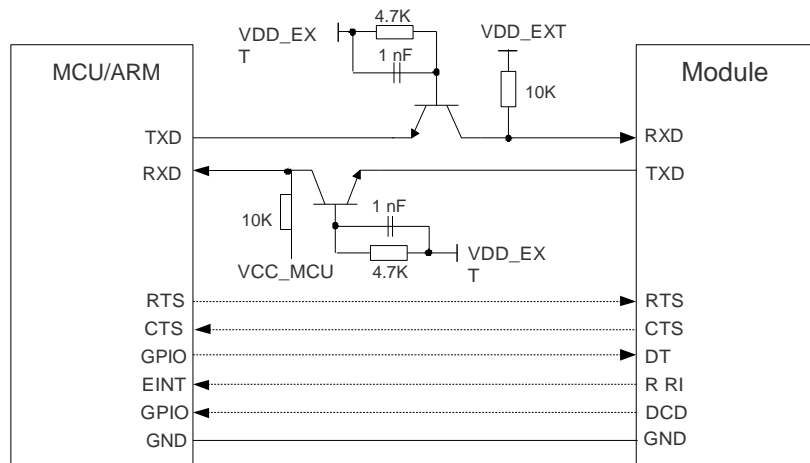 4.7K
VDD_EX
T
VDD_EXT
1 nF
MCU/ARM
Module
10K
TXD
RXD
RXD
TXD
10K
1 nF
VCC_MCU
4.7K
VDD_EX
T
RTS
RTS
CTS
CTS
GPIO
DT
EINT
R RI
GPIO
DCD
GND
GND